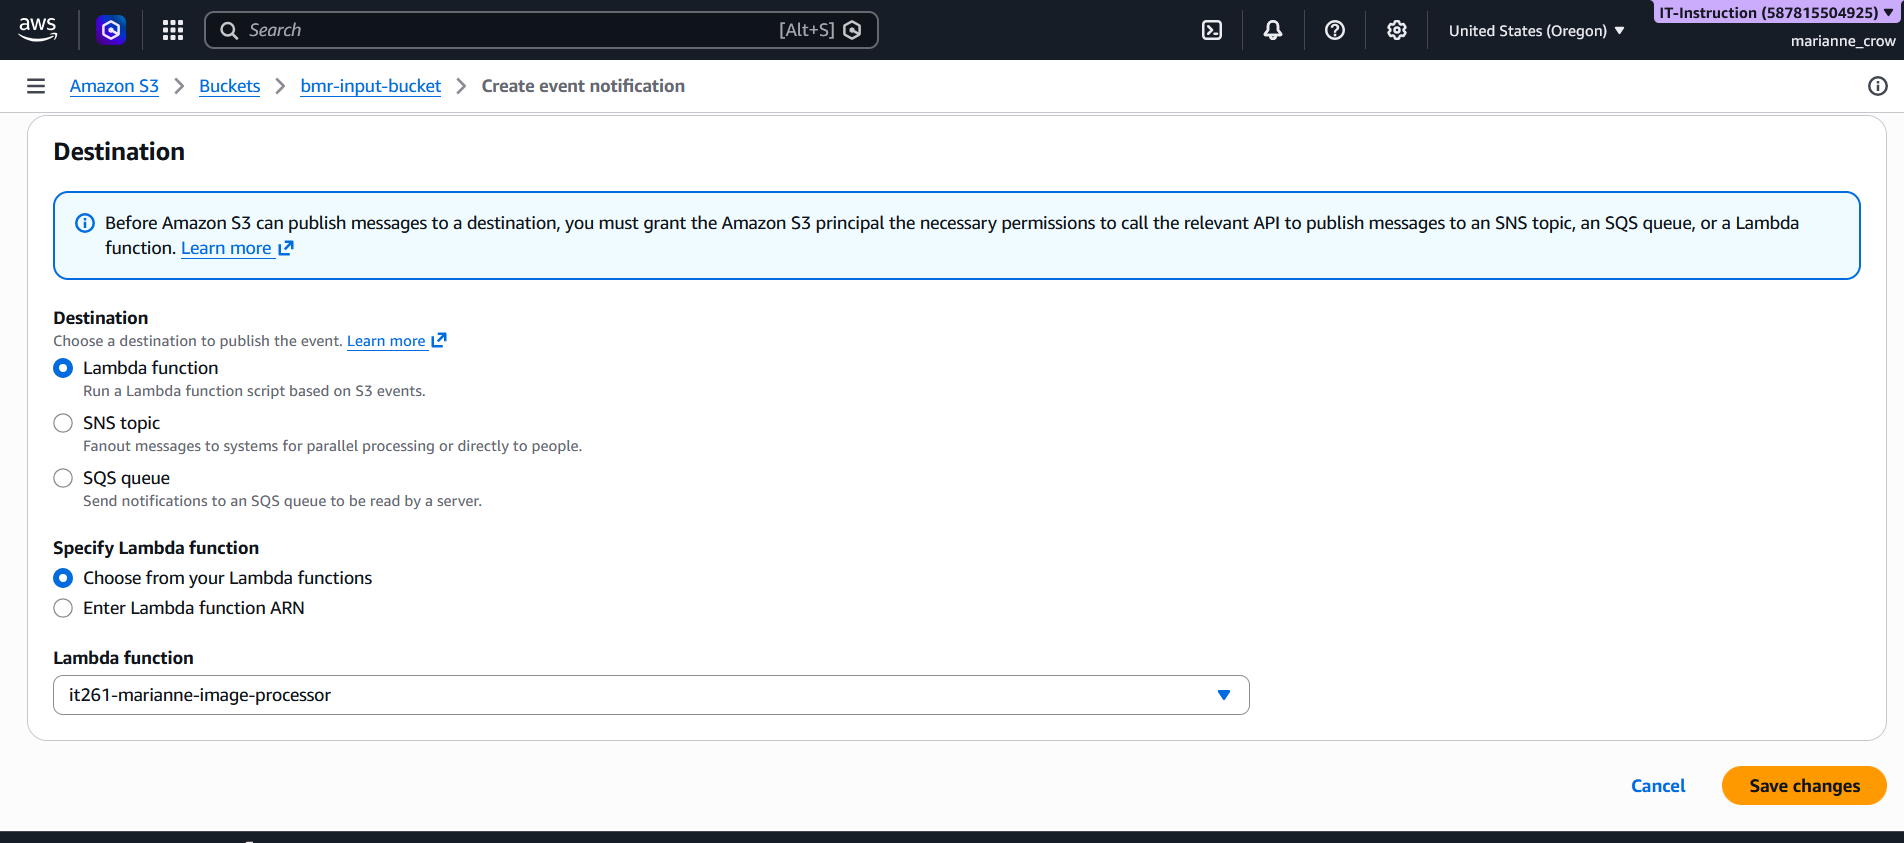 aws
Search
[Alt+S]
United States (Oregon)
IT-Instruction (587815504925)
marianne_crow
Amazon S3
Buckets
bmr-input-bucket
Create event notification
Destination
Before Amazon S3 can publish messages to a destination, you must grant the Amazon S3 principal the necessary permissions to call the relevant API to publish messages to an SNS topic, an SQS queue, or a Lambda
function. Learn more
Destination
Choose a destination to publish the event. Learn more
Lambda function
Run a Lambda function script based on S3 events.
SNS topic
Fanout messages to systems for parallel processing or directly to people.
SQS queue
Send notifications to an SQS queue to be read by a server.
Specify Lambda function
Choose from your Lambda functions
Enter Lambda function ARN
Lambda function
it261-marianne-image-processor
Cancel
Save changes